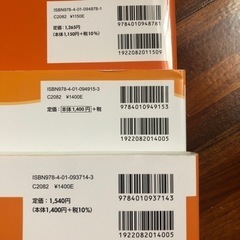 ISBN978-4-01-094878-1
C2082 ¥1150E
定価:1,265円
(本体1,150円+税10%)
9784010948781
1922082011509
ISBN978-4-01-094915-3
C2082 ¥1400E
定価:本体1,400円+税
9784010949153
1922082014005
ISBN978-4-01-093714-3
C2082 ¥1400E
定価:1,540円
(本体1,400円+税10%)
9784010937143
1922082014005